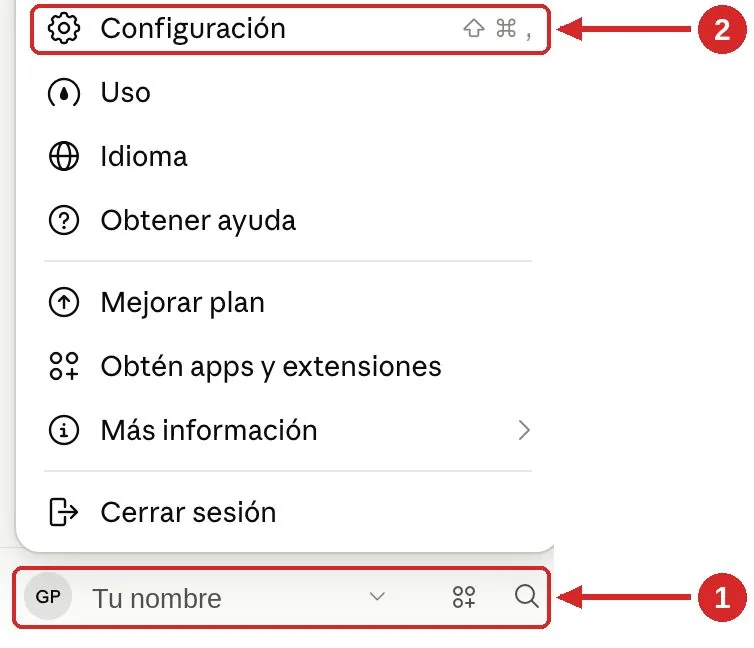 Configuración ⇧ ⌘ , 2
Uso
Idioma
Obtener ayuda
Mejorar plan
Obtén apps y extensiones
Más información
Cerrar sesión
GP Tu nombre 1